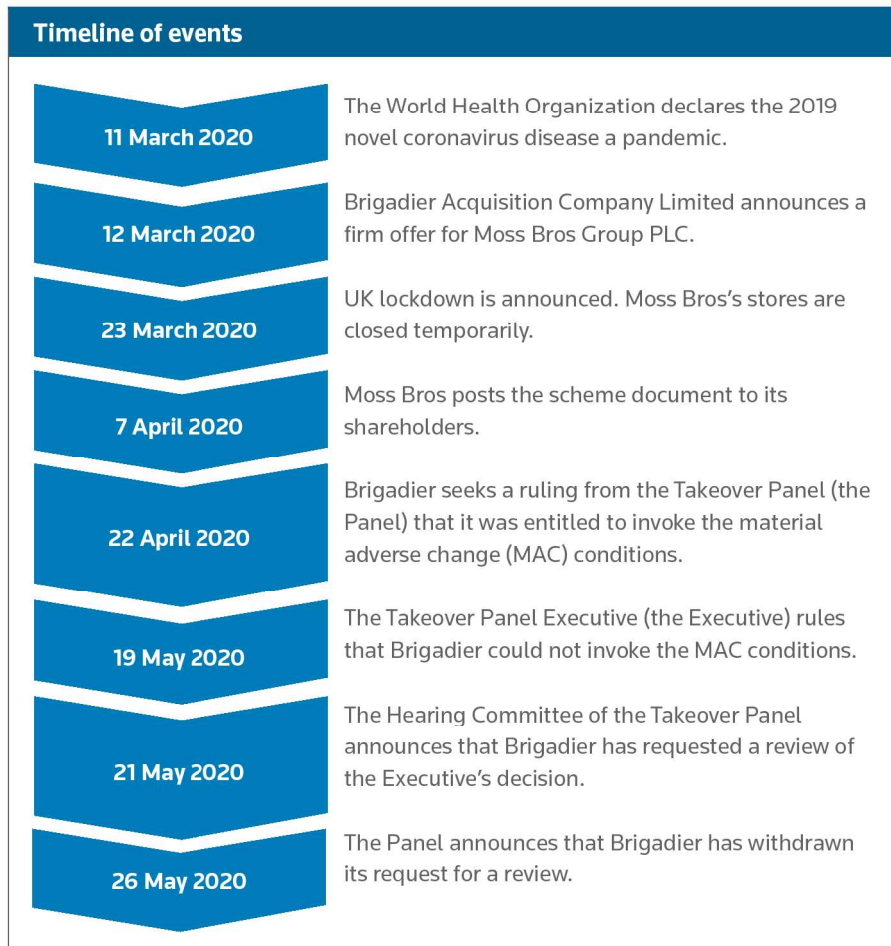 Timeline of events
11 March 2020
The World Health Organization declares the 2019
novel coronavirus disease a pandemic.
12 March 2020
Brigadier Acquisition Company Limited announces a
firm offer for Moss Bros Group PLC.
23 March 2020
UK lockdown is announced. Moss Bros's stores are
closed temporarily.
7 April 2020
Moss Bros posts the scheme document to its
shareholders.
22 April 2020
Brigadier seeks a ruling from the Takeover Panel (the
Panel) that it was entitled to invoke the material
adverse change (MAC) conditions.
19 May 2020
The Takeover Panel Executive (the Executive) rules
that Brigadier could not invoke the MAC conditions.
21 May 2020
The Hearing Committee of the Takeover Panel
announces that Brigadier has requested a review of
the Executive's decision.
26 May 2020
The Panel announces that Brigadier has withdrawn
its request for a review.